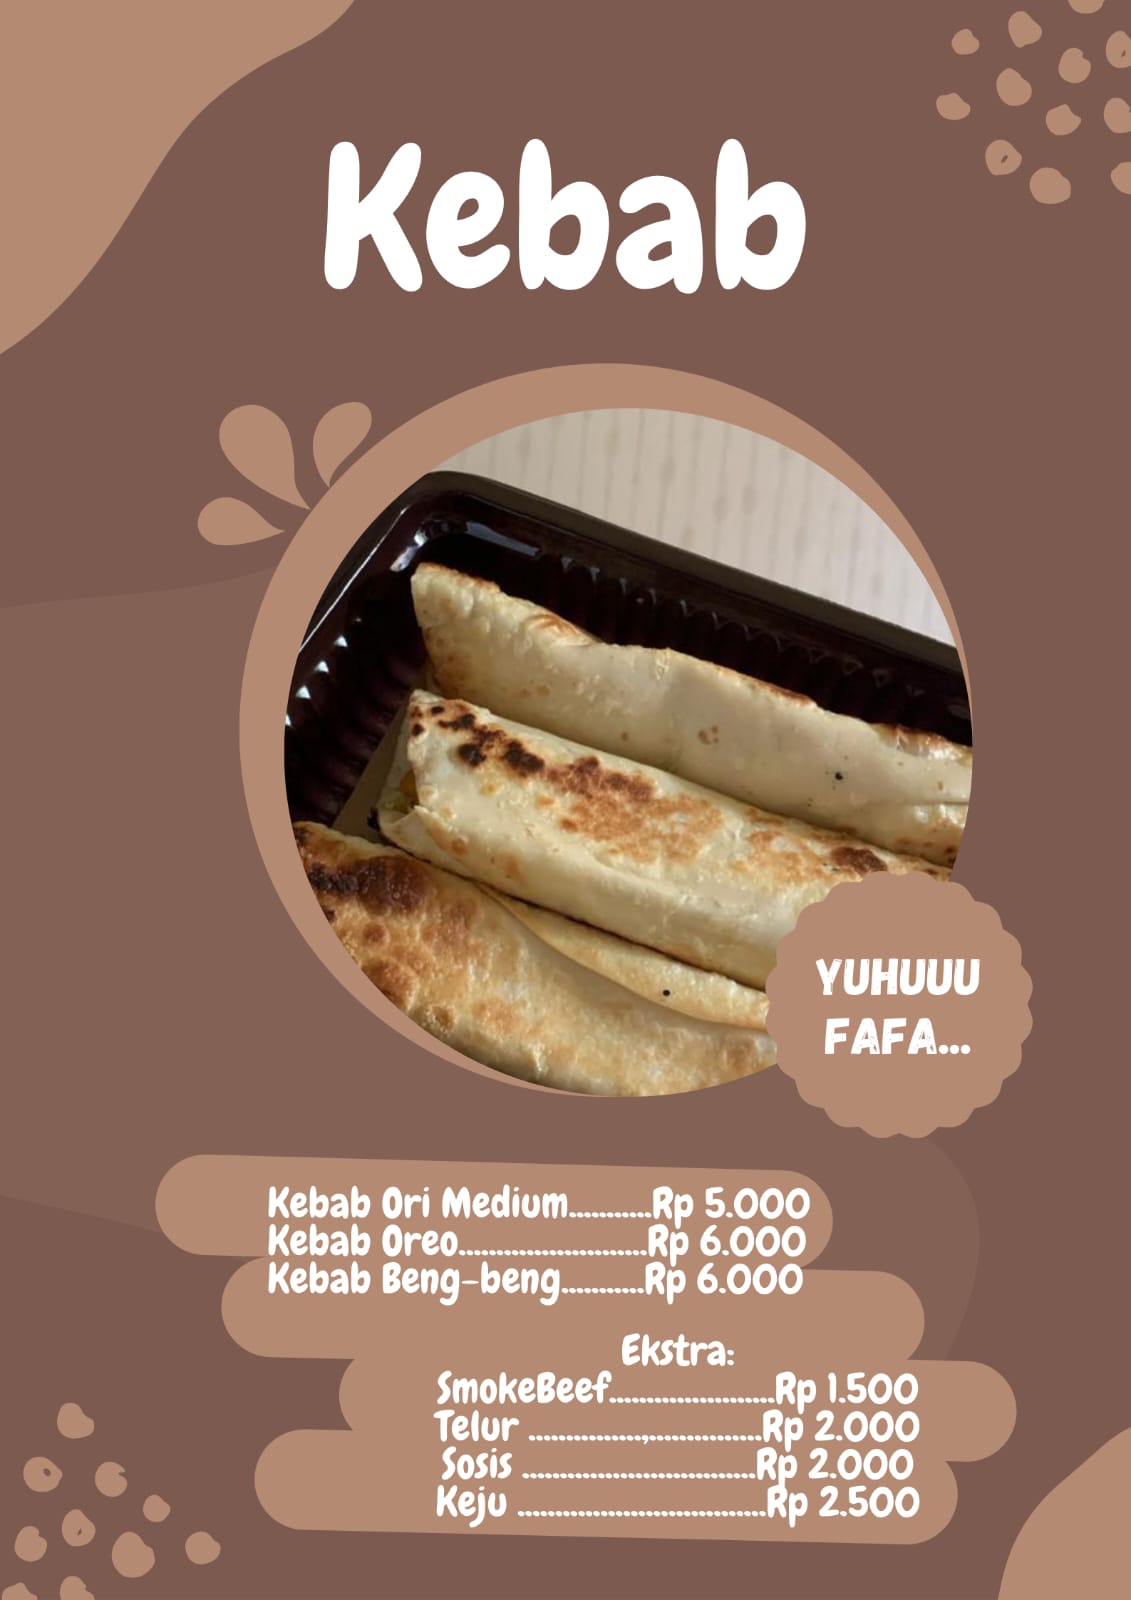 Kebab
YUHUUU
FAFA...
Kebab Ori Medium...........Rp 5.000
Kebab Oreo.........................Rp 6.000
Kebab Beng-beng...........Rp 6.000
Ekstra:
SmokeBeef......................Rp 1.500
Telur ................,...............Rp 2.000
Sosis ...............................Rp 2.000
Keju .................................Rp 2.500